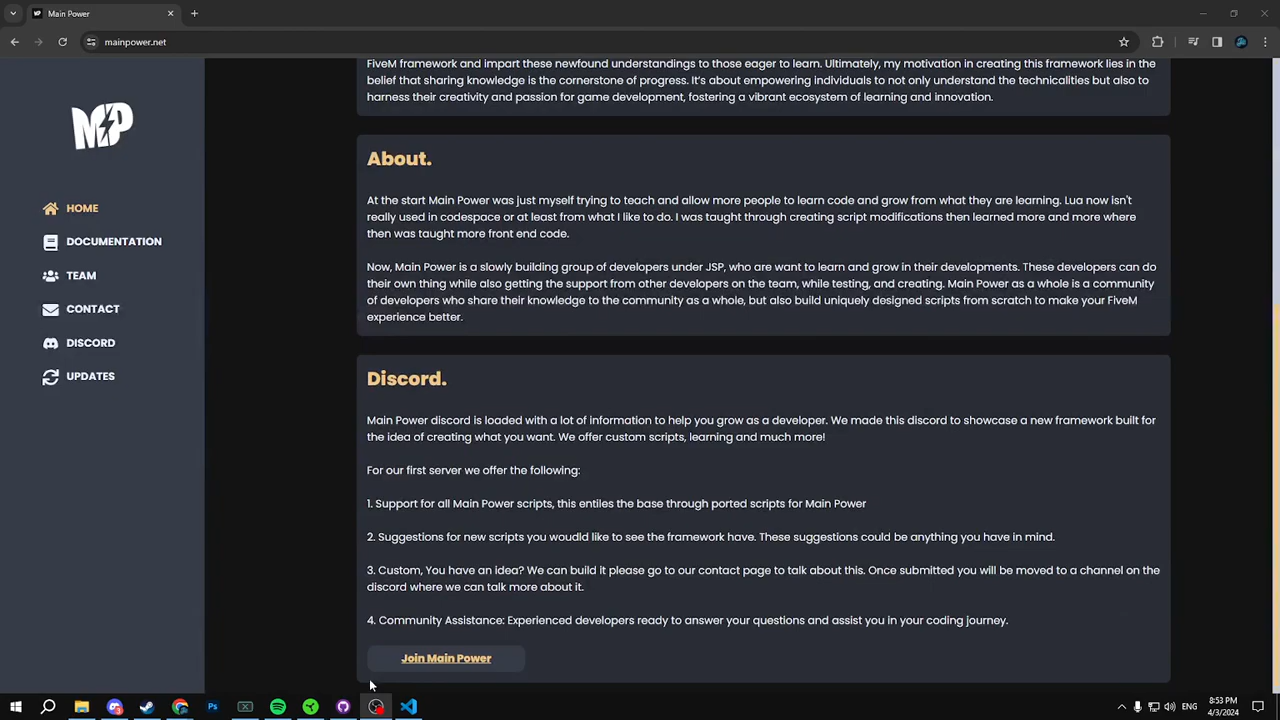 Main Power
mainpower.net
MP
HOME
DOCUMENTATION
TEAM
CONTACT
DISCORD
UPDATES
FiveM framework and impart these newfound understandings to those eager to learn. Ultimately, my motivation in creating this framework lies in the
belief that sharing knowledge is the cornerstone of progress. It's about empowering individuals to not only understand the technicalities but also to
harness their creativity and passion for game development, fostering a vibrant ecosystem of learning and innovation.
About.
At the start Main Power was just myself trying to teach and allow more people to learn code and grow from what they are learning. Lua now isn't
really used in codespace or at least from what I like to do. I was taught through creating script modifications then learned more and more where
then was taught more front end code.
Now, Main Power is a slowly building group of developers under JSP, who are want to learn and grow in their developments. These developers can do
their own thing while also getting the support from other developers on the team, while testing, and creating. Main Power as a whole is a community
of developers who share their knowledge to the community as a whole, but also build uniquely designed scripts from scratch to make your FiveM
experience better.
Discord.
Main Power discord is loaded with a lot of information to help you grow as a developer. We made this discord to showcase a new framework built for
the idea of creating what you want. We offer custom scripts, learning and much more!
For our first server we offer the following:
1. Support for all Main Power scripts, this entiles the base through ported scripts for Main Power
2. Suggestions for new scripts you woudld like to see the framework have. These suggestions could be anything you have in mind.
3. Custom, You have an idea? We can build it please go to our contact page to talk about this. Once submitted you will be moved to a channel on the
discord where we can talk more about it.
4. Community Assistance: Experienced developers ready to answer your questions and assist you in your coding journey.
Join Main Power
Ps
ENG
8:53 PM
4/3/2024